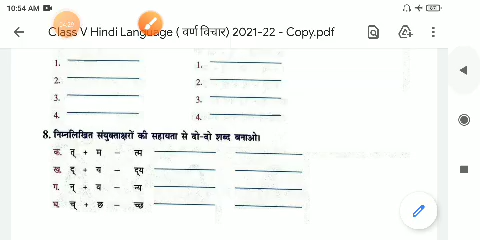 10:54 AM
Class V Hindi Language ( वर्ण विचार) 2021-22 - Copy.pdf
1. 1.
2. 2.
3. 3.
4. 4.
8. निम्नलिखित संयुक्ताक्षरों की सहायता से दो-दो शब्द बनाओ।
क. त् + म – त्म
ख. द् + य – द्य
ग. न् + य – न्य
घ. च् + छ – च्छ